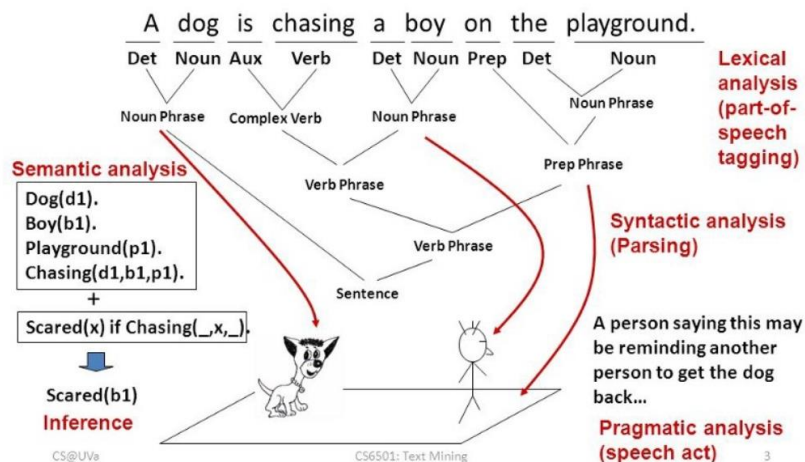 A dog is chasing a boy on the playground.
Det Noun Aux Verb Det Noun Prep Det Noun
Lexical
analysis
(part-of-
speech
tagging)
Noun Phrase Complex Verb Noun Phrase Noun Phrase
Verb Phrase Prep Phrase
Verb Phrase
Sentence
Semantic analysis
Dog(d1).
Boy(b1).
Playground(p1).
Chasing(d1,b1,p1).
+
Scared(x) if Chasing(_,x,_).
Scared(b1)
Inference
Syntactic analysis
(Parsing)
A person saying this may
be reminding another
person to get the dog
back...
Pragmatic analysis
(speech act)
CS@UVa CS6501: Text Mining 3